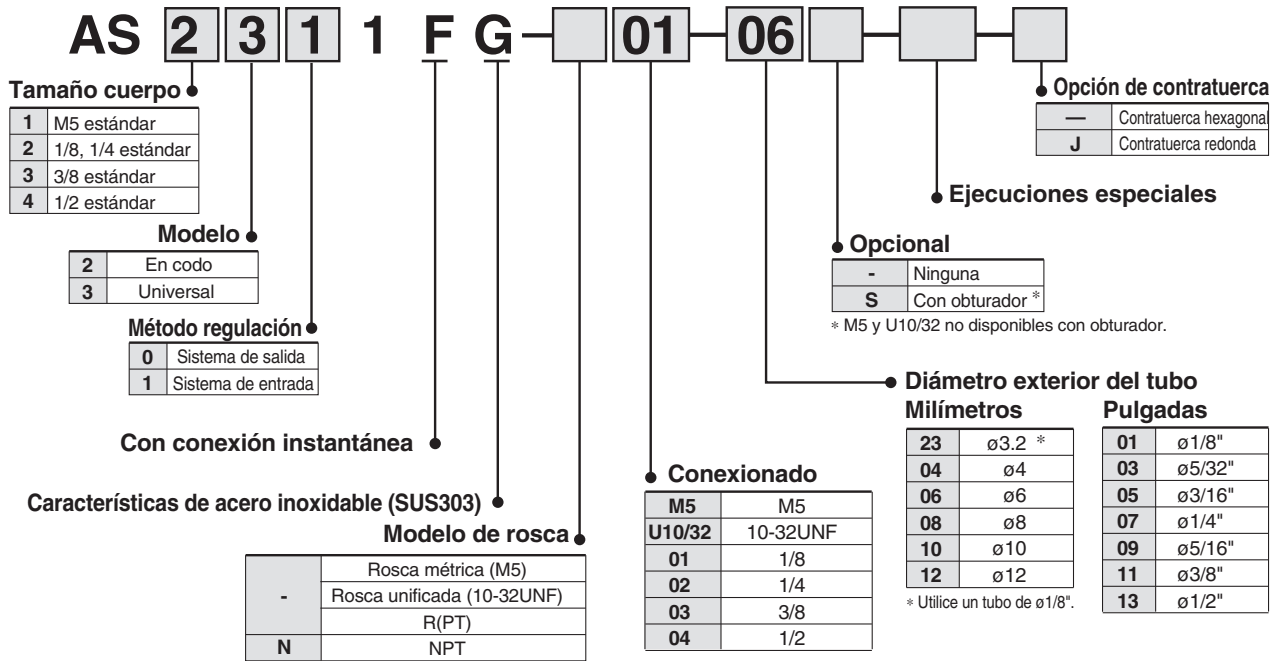 AS 2 3 1 1 F G — 01 — 06
Tamaño cuerpo
1 M5 estándar
2 1/8, 1/4 estándar
3 3/8 estándar
4 1/2 estándar
Modelo
2 En codo
3 Universal
Método regulación
0 Sistema de salida
1 Sistema de entrada
Con conexión instantánea
Características de acero inoxidable (SUS303)
Modelo de rosca
- Rosca métrica (M5)
Rosca unificada (10-32UNF)
R(PT)
N NPT
Conexionado
M5 M5
U10/32 10-32UNF
01 1/8
02 1/4
03 3/8
04 1/2
Diámetro exterior del tubo
Milímetros
23 ø3.2 *
04 ø4
06 ø6
08 ø8
10 ø10
12 ø12
* Utilice un tubo de ø1/8".
Pulgadas
01 ø1/8"
03 ø5/32"
05 ø3/16"
07 ø1/4"
09 ø5/16"
11 ø3/8"
13 ø1/2"
Opcional
- Ninguna
S Con obturador *
* M5 y U10/32 no disponibles con obturador.
Ejecuciones especiales
Opción de contratuerca
— Contratuerca hexagonal
J Contratuerca redonda